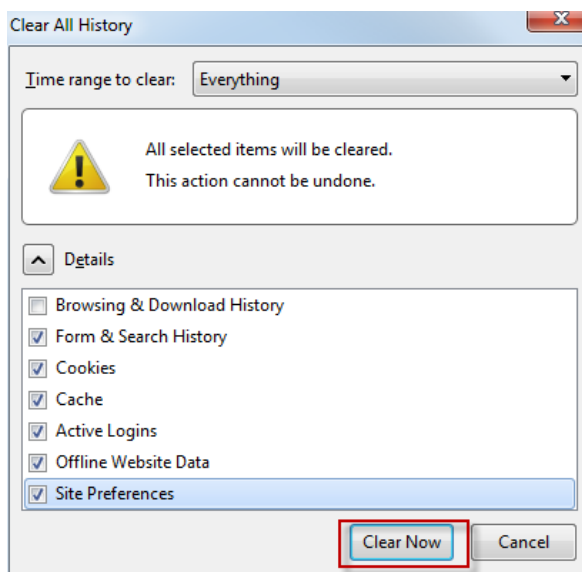 Clear All History
Time range to clear: Everything
All selected items will be cleared.
This action cannot be undone.
Details
Browsing & Download History
Form & Search History
Cookies
Cache
Active Logins
Offline Website Data
Site Preferences
Clear Now Cancel